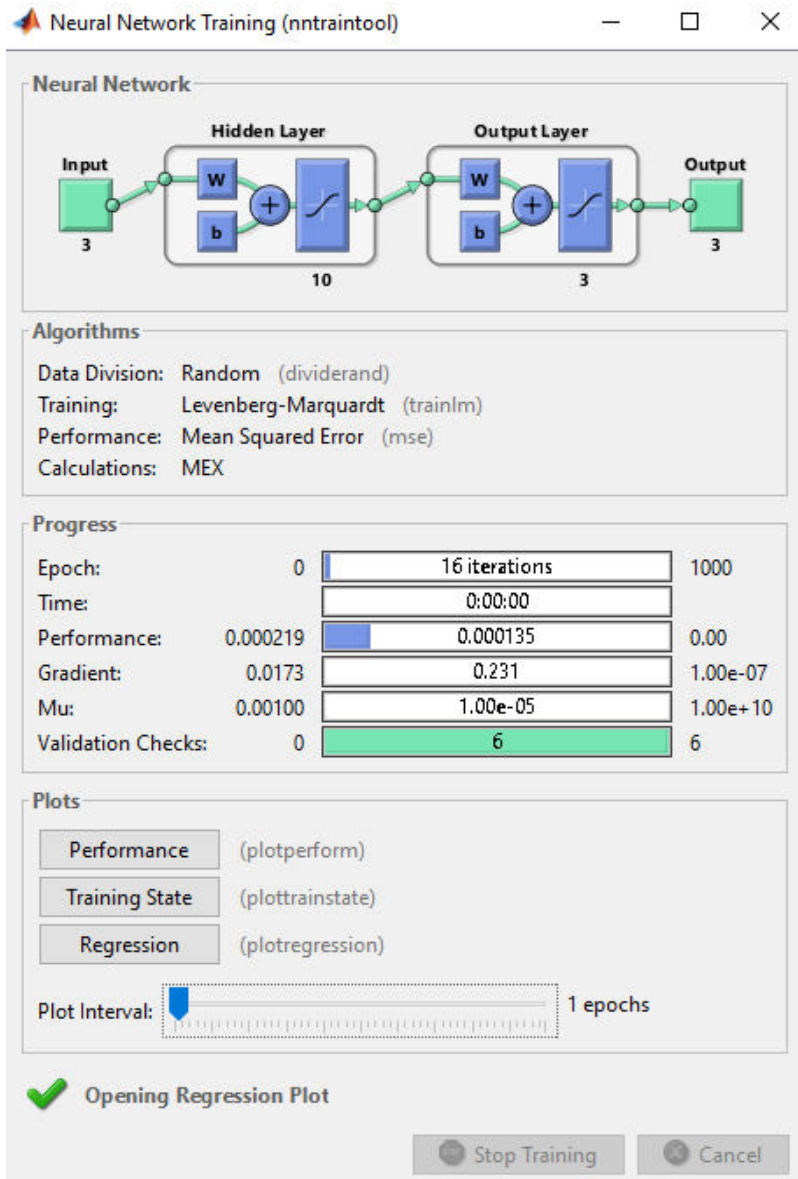 Neural Network Training (nntraintool)
Neural Network
Hidden Layer
Output Layer
Input
Output
W
W
b
b
3
3
10
3
Algorithms
Data Division: Random (dividerand)
Training: Levenberg-Marquardt (trainlm)
Performance: Mean Squared Error (mse)
Calculations: MEX
Progress
Epoch: 0 16 iterations 1000
Time: 0:00:00
Performance: 0.000219 0.000135 0.00
Gradient: 0.0173 0.231 1.00e-07
Mu: 0.00100 1.00e-05 1.00e+10
Validation Checks: 0 6 6
Plots
Performance (plotperform)
Training State (plottrainstate)
Regression (plotregression)
Plot Interval: 1 epochs
Opening Regression Plot
Stop Training Cancel